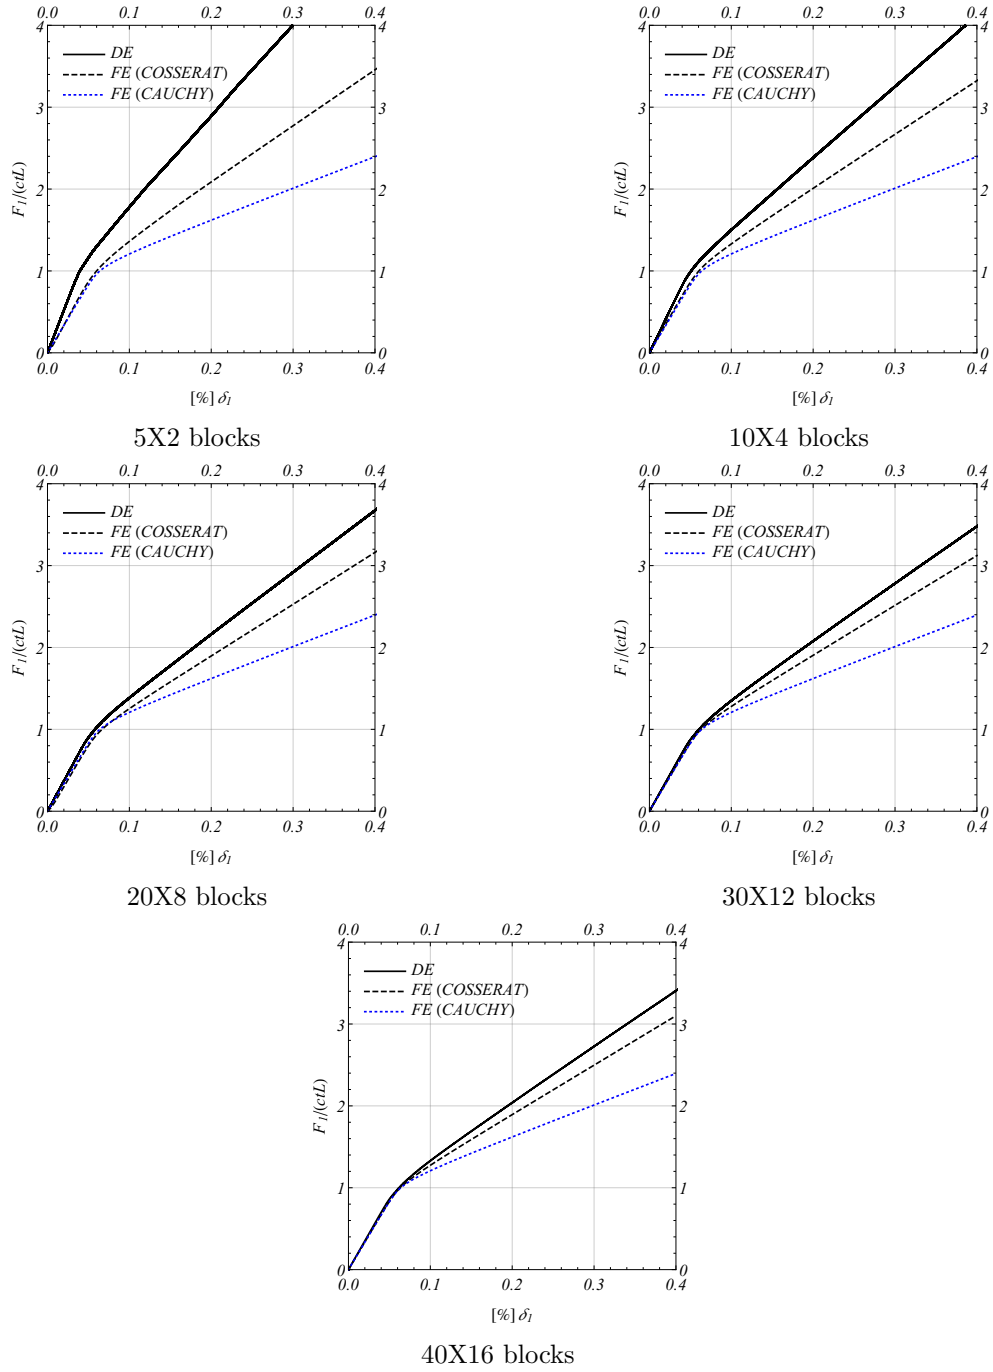 0.0 0.1 0.2 0.3 0.4
4 4
DE
FE (COSSERAT)
FE (CAUCHY)
3 3
2 2
1 1
0 0
F1/(ctL)
0.0 0.1 0.2 0.3 0.4
[%] δ1
5X2 blocks
0.0 0.1 0.2 0.3 0.4
4 4
DE
FE (COSSERAT)
FE (CAUCHY)
3 3
2 2
1 1
0 0
F1/(ctL)
0.0 0.1 0.2 0.3 0.4
[%] δ1
10X4 blocks
0.0 0.1 0.2 0.3 0.4
4 4
DE
FE (COSSERAT)
FE (CAUCHY)
3 3
2 2
1 1
0 0
F1/(ctL)
0.0 0.1 0.2 0.3 0.4
[%] δ1
20X8 blocks
0.0 0.1 0.2 0.3 0.4
4 4
DE
FE (COSSERAT)
FE (CAUCHY)
3 3
2 2
1 1
0 0
F1/(ctL)
0.0 0.1 0.2 0.3 0.4
[%] δ1
30X12 blocks
0.0 0.1 0.2 0.3 0.4
4 4
DE
FE (COSSERAT)
FE (CAUCHY)
3 3
2 2
1 1
0 0
F1/(ctL)
0.0 0.1 0.2 0.3 0.4
[%] δ1
40X16 blocks